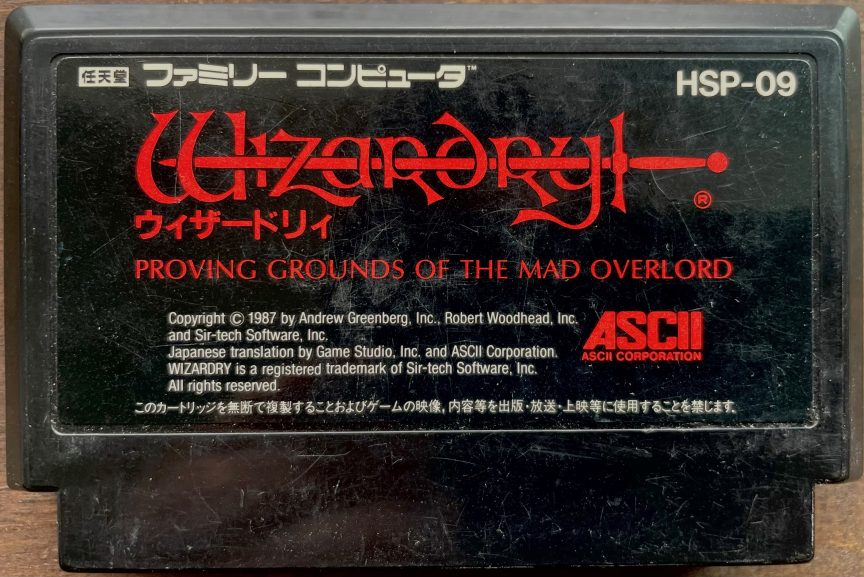 任天堂 ファミリー コンピュータ™ HSP-09
Wizardry®
ウィザードリィ
PROVING GROUNDS OF THE MAD OVERLORD
Copyright © 1987 by Andrew Greenberg, Inc., Robert Woodhead, Inc.
and Sir-tech Software, Inc.
Japanese translation by Game Studio, Inc. and ASCII Corporation.
WIZARDRY is a registered trademark of Sir-tech Software, Inc.
All rights reserved.
ASCII
ASCII CORPORATION
このカートリッジを無断で複製することおよびゲームの映像，内容等を出版・放送・上映等に使用することを禁じます。